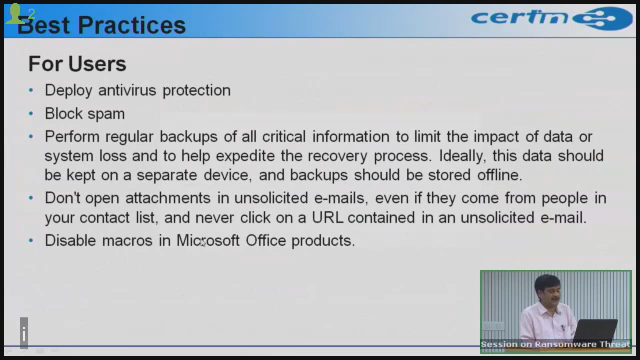 2
Best Practices
certin
For Users
• Deploy antivirus protection
• Block spam
• Perform regular backups of all critical information to limit the impact of data or
system loss and to help expedite the recovery process. Ideally, this data should
be kept on a separate device, and backups should be stored offline.
• Don't open attachments in unsolicited e-mails, even if they come from people in
your contact list, and never click on a URL contained in an unsolicited e-mail.
• Disable macros in Microsoft Office products.
i
Session on Ransomware Threat